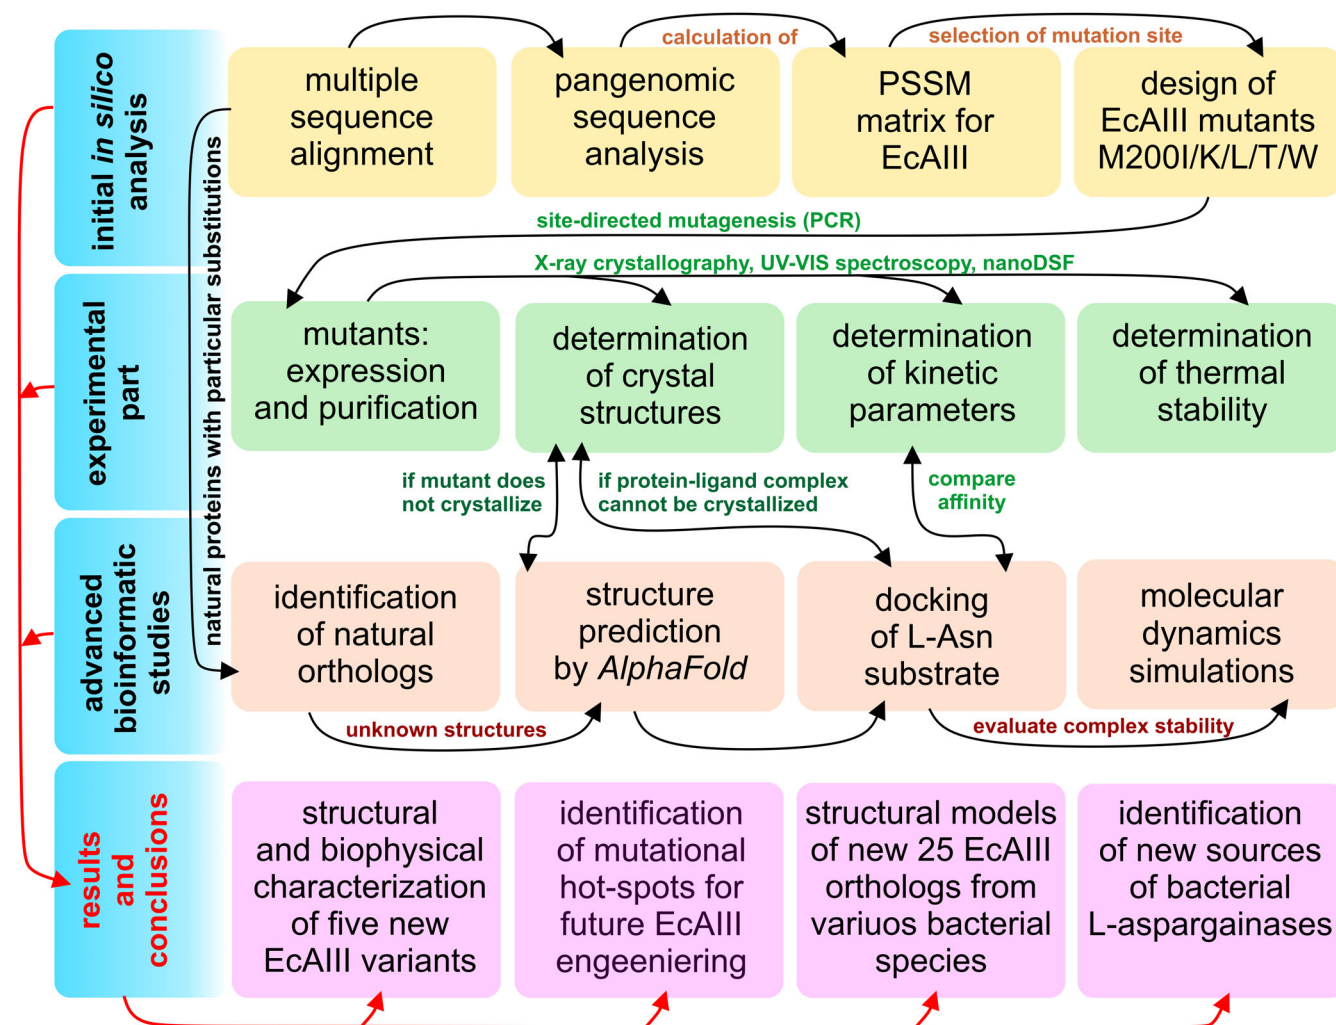 initial in silico
analysis
multiple
sequence
alignment
pangenomic
sequence
analysis
calculation of
PSSM
matrix for
EcAIII
selection of mutation site
design of
EcAIII mutants
M200I/K/L/T/W
natural proteins with particular substitutions
site-directed mutagenesis (PCR)
X-ray crystallography, UV-VIS spectroscopy, nanoDSF
experimental
part
mutants:
expression
and purification
determination
of crystal
structures
determination
of kinetic
parameters
determination
of thermal
stability
if mutant does
not crystallize
if protein-ligand complex
cannot be crystallized
compare
affinity
advanced
bioinformatic
studies
identification
of natural
orthologs
structure
prediction
by AlphaFold
docking
of L-Asn
substrate
molecular
dynamics
simulations
unknown structures
evaluate complex stability
results
and
conclusions
structural
and biophysical
characterization
of five new
EcAIII variants
identification
of mutational
hot-spots for
future EcAIII
engeeniering
structural models
of new 25 EcAIII
orthologs from
variuos bacterial
species
identification
of new sources
of bacterial
L-aspargainases